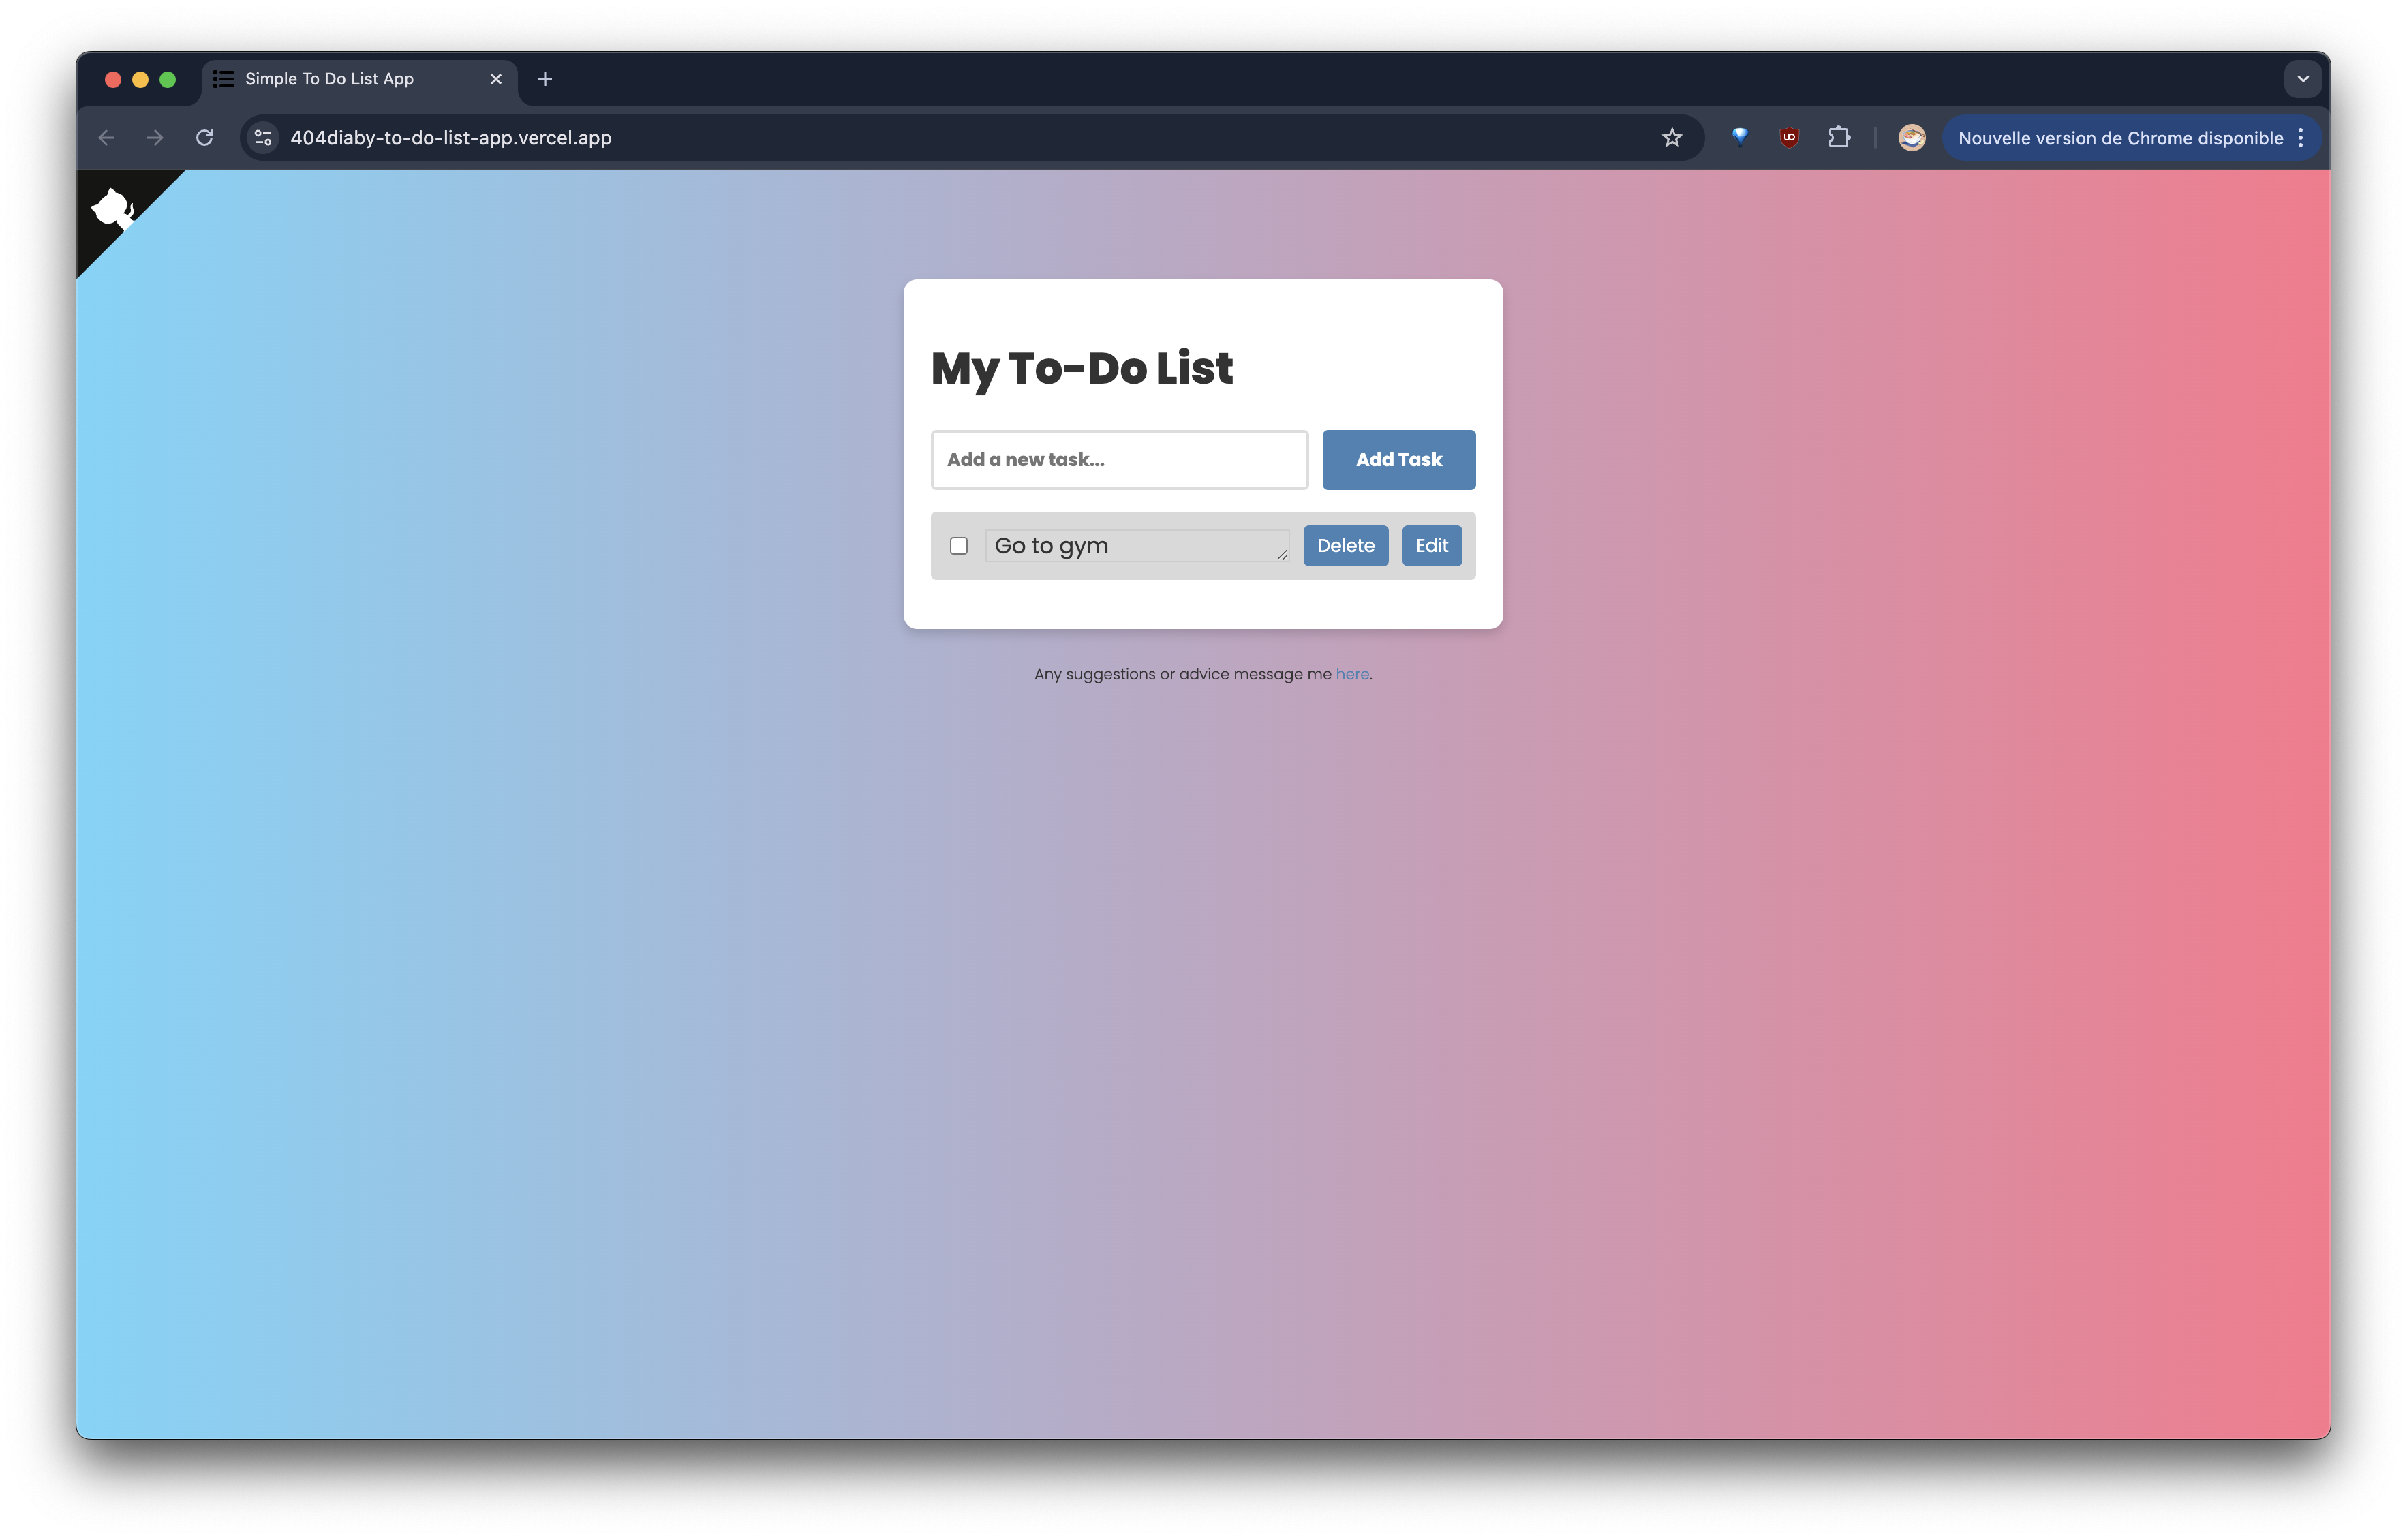 Simple To Do List App
404diaby-to-do-list-app.vercel.app
Nouvelle version de Chrome disponible
My To-Do List
Add a new task...
Add Task
Go to gym
Delete
Edit
Any suggestions or advice message me here.